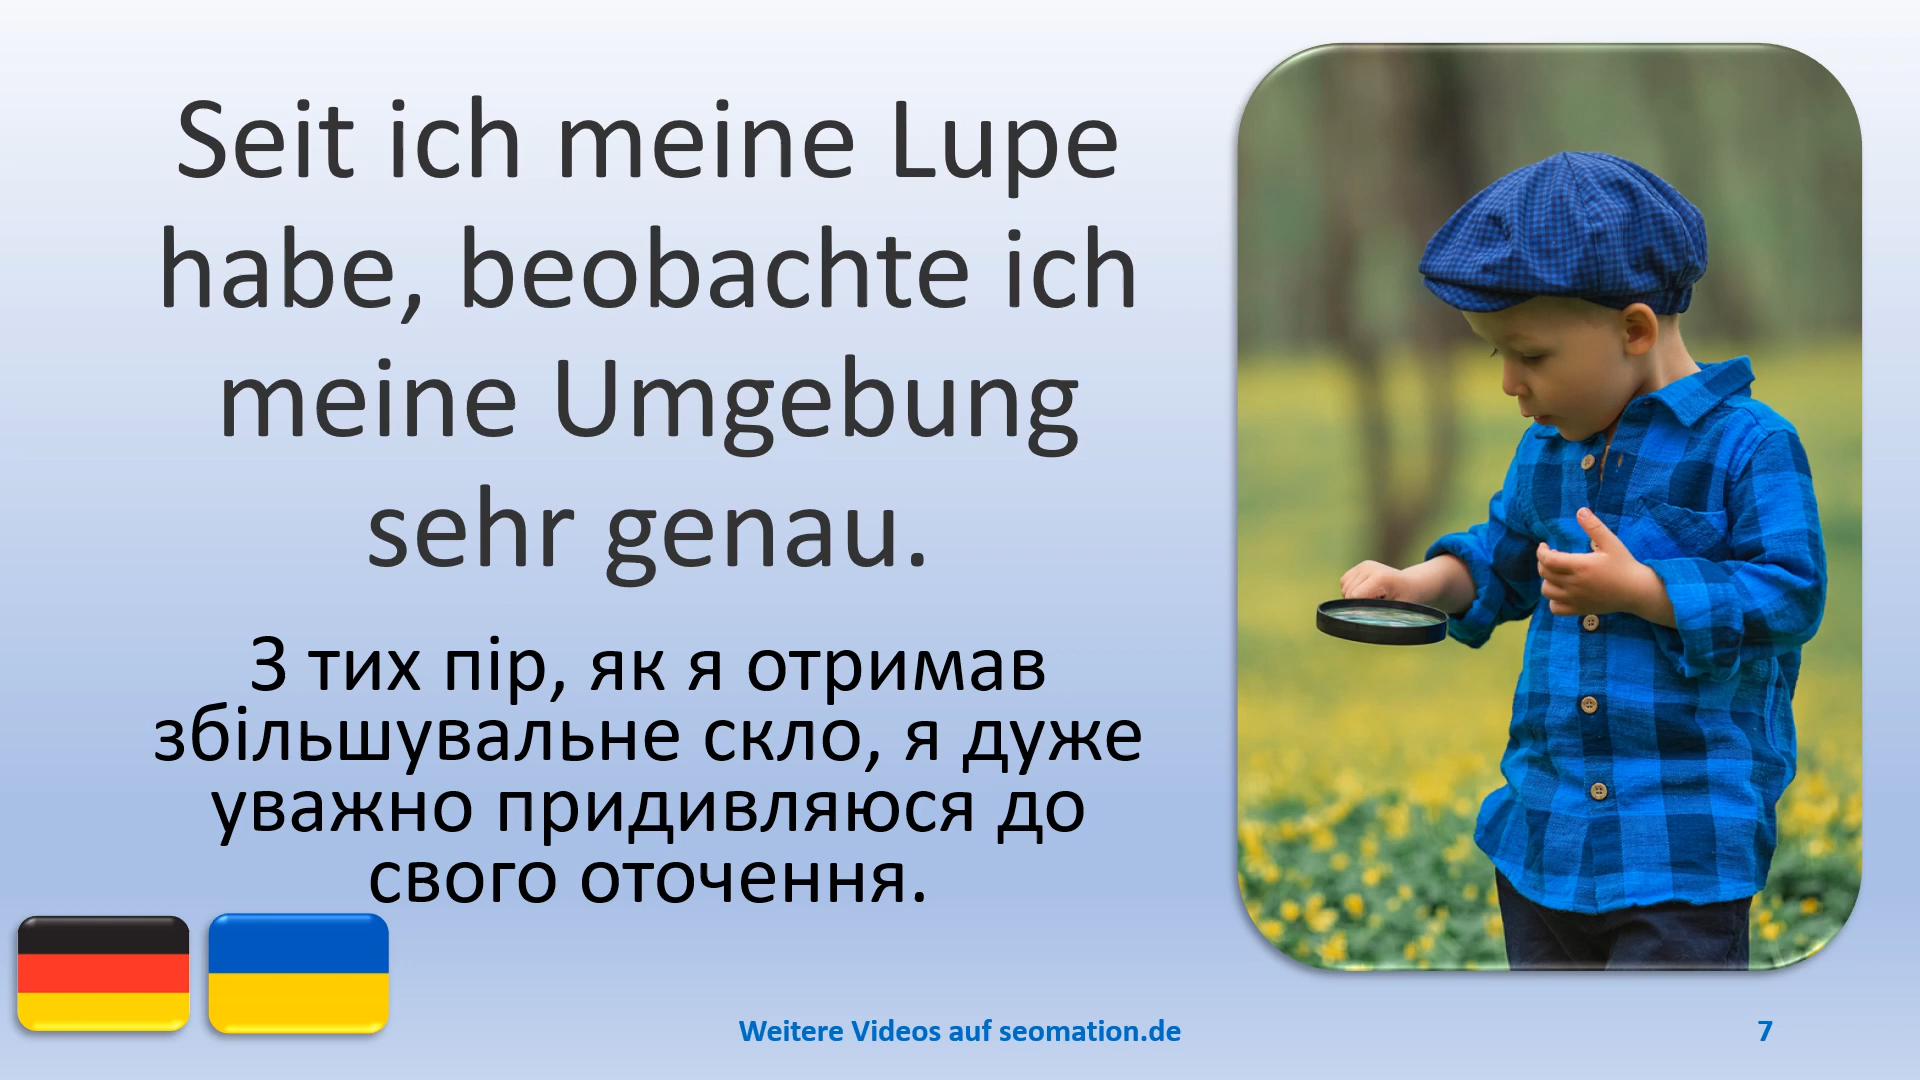 Seit ich meine Lupe
habe, beobachte ich
meine Umgebung
sehr genau.
З тих пір, як я отримав
збільшувальне скло, я дуже
уважно придивляюся до
свого оточення.
Weitere Videos auf seomation.de
7